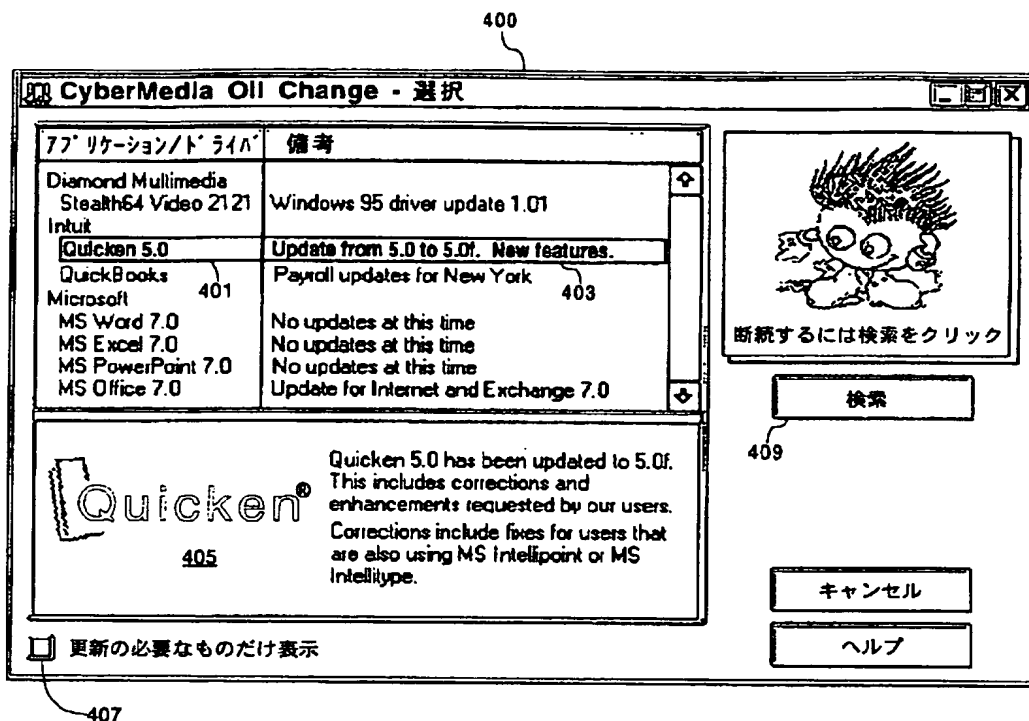 400
CyberMedia Oil Change - 選択
アプリケーション/ドライバ 備考
Diamond Multimedia
Stealth64 Video 2121 Windows 95 driver update 1.01
Intuit
Quicken 5.0 Update from 5.0 to 5.0f. New features.
QuickBooks Payroll updates for New York
401 403
Microsoft
MS Word 7.0 No updates at this time
MS Excel 7.0 No updates at this time
MS PowerPoint 7.0 No updates at this time
MS Office 7.0 Update for Internet and Exchange 7.0
断続するには検索をクリック
検索
409
Quicken®
405
Quicken 5.0 has been updated to 5.0f.
This includes corrections and
enhancements requested by our users.
Corrections include fixes for users that
are also using MS Intellipoint or MS
Intellitype.
キャンセル
ヘルプ
更新の必要なものだけ表示
407